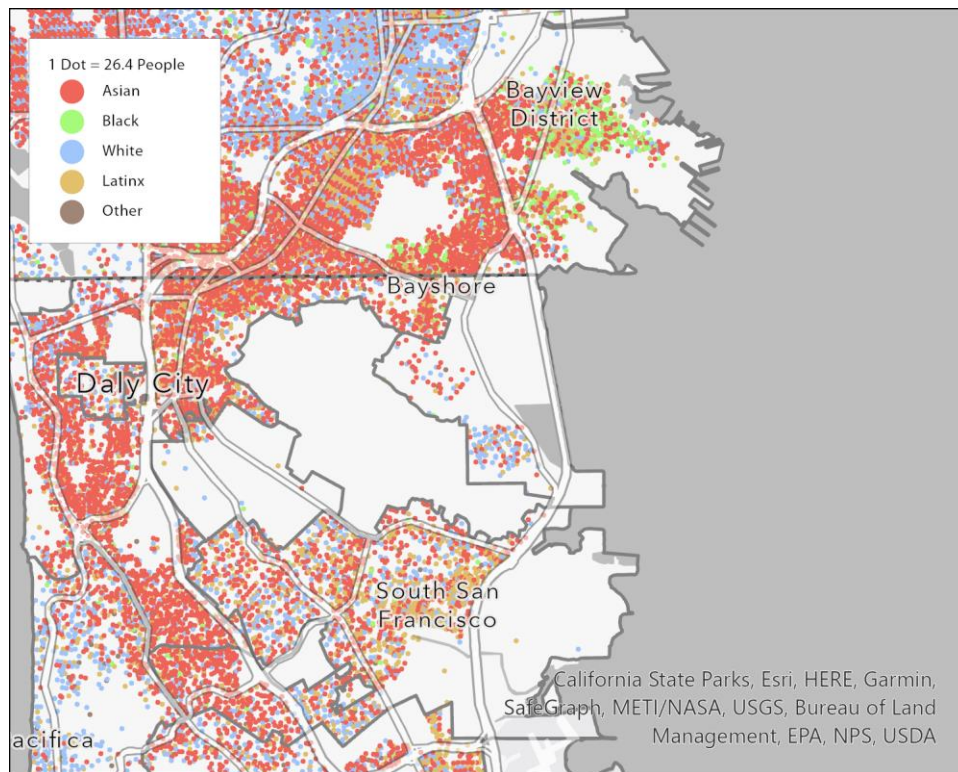 1 Dot = 26.4 People
Asian
Black
White
Latinx
Other
Bayview
District
Bayshore
Daly City
South San
Francisco
acifica
California State Parks, Esri, HERE, Garmin,
SafeGraph, METI/NASA, USGS, Bureau of Land
Management, EPA, NPS, USDA